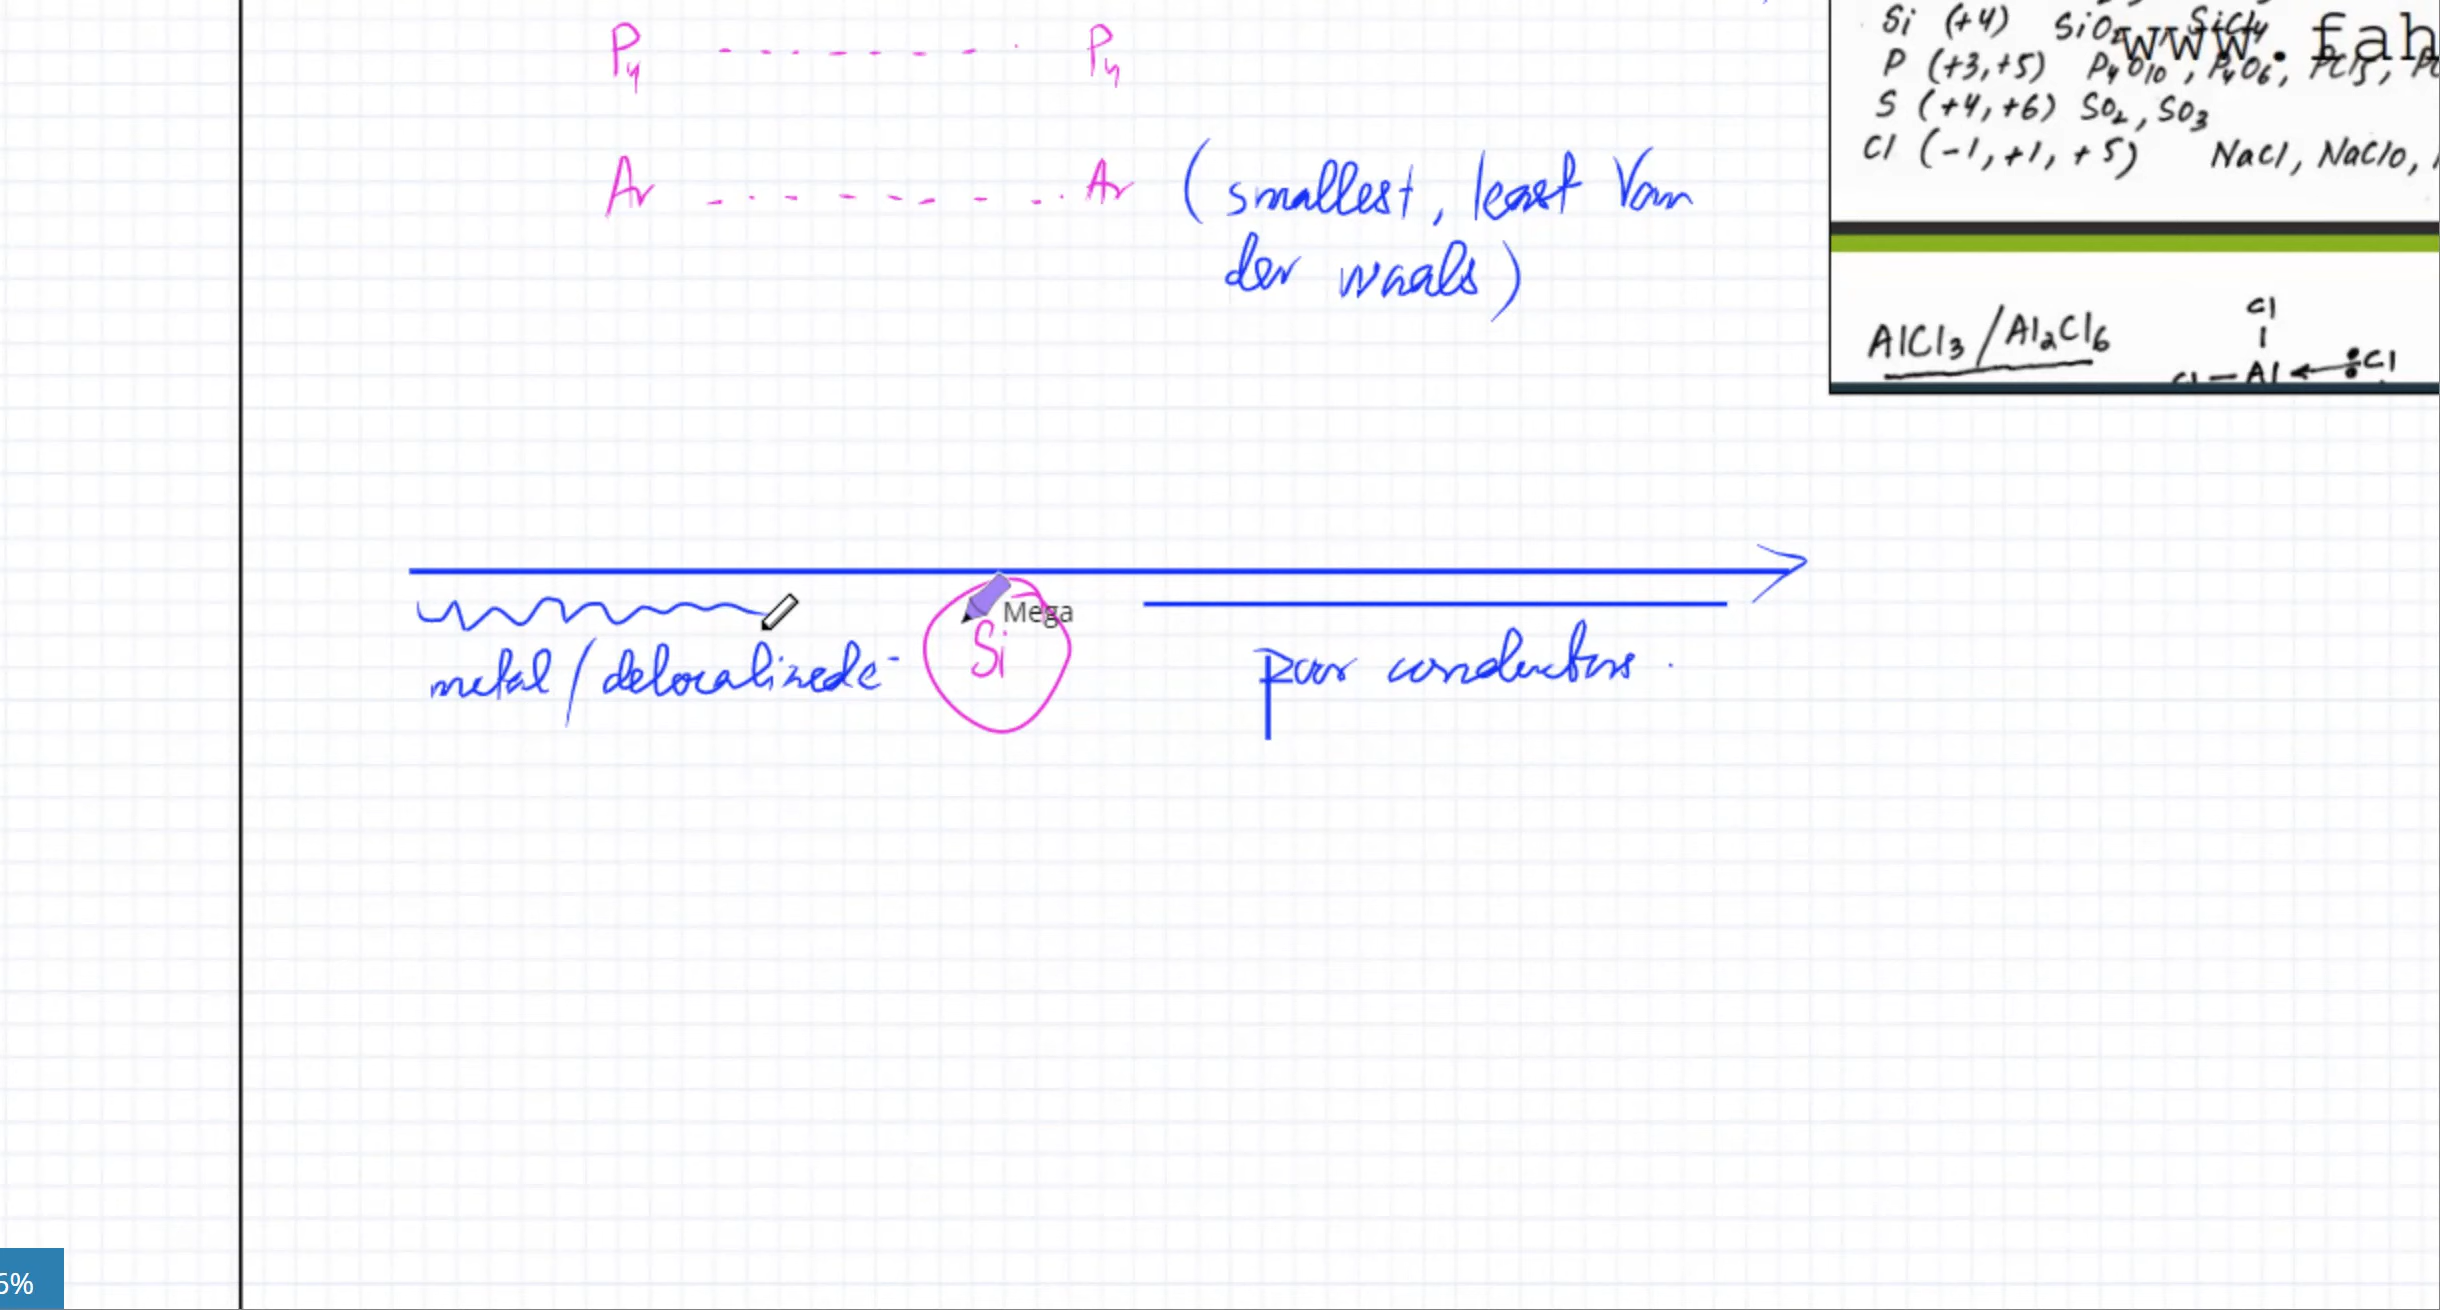 P4 - - - - - - - P4
Ar - - - - - - - Ar (smallest, least Van
der waals)
Si (+4) SiO2, SiCl4
www.fah
P (+3,+5) P4O10, P4O6, PCl5,
S (+4,+6) SO2, SO3
Cl (-1,+1,+5) NaCl, NaClO,
AlCl3/Al2Cl6
Cl
Cl—Al←:Cl
Mega
Si
metal/delocalized e-
poor conductors.
5%